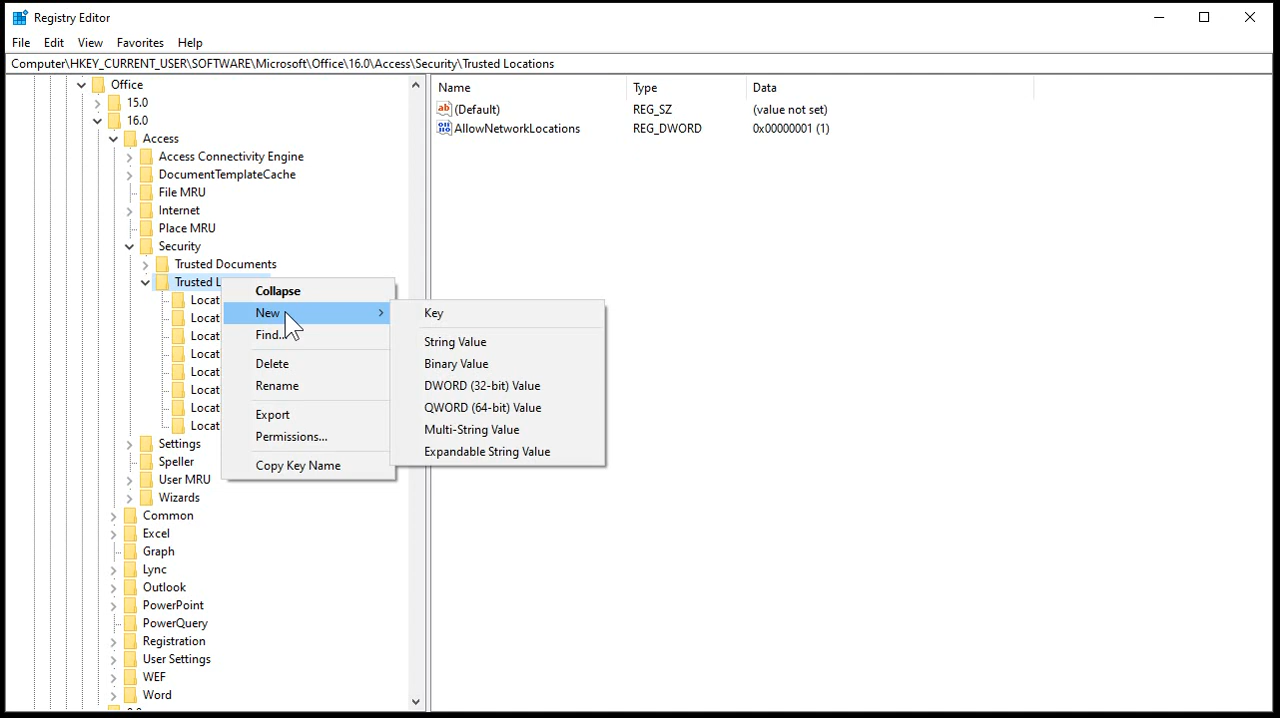 Registry Editor
File Edit View Favorites Help
Computer\HKEY_CURRENT_USER\SOFTWARE\Microsoft\Office\16.0\Access\Security\Trusted Locations
Office
15.0
16.0
Access
Access Connectivity Engine
DocumentTemplateCache
File MRU
Internet
Place MRU
Security
Trusted Documents
Trusted L
Locat
Locat
Locat
Locat
Locat
Locat
Locat
Locat
Settings
Speller
User MRU
Wizards
Common
Excel
Graph
Lync
Outlook
PowerPoint
PowerQuery
Registration
User Settings
WEF
Word
Collapse
New
Find...
Delete
Rename
Export
Permissions...
Copy Key Name
Key
String Value
Binary Value
DWORD (32-bit) Value
QWORD (64-bit) Value
Multi-String Value
Expandable String Value
Name Type Data
(Default) REG_SZ (value not set)
AllowNetworkLocations REG_DWORD 0x00000001 (1)